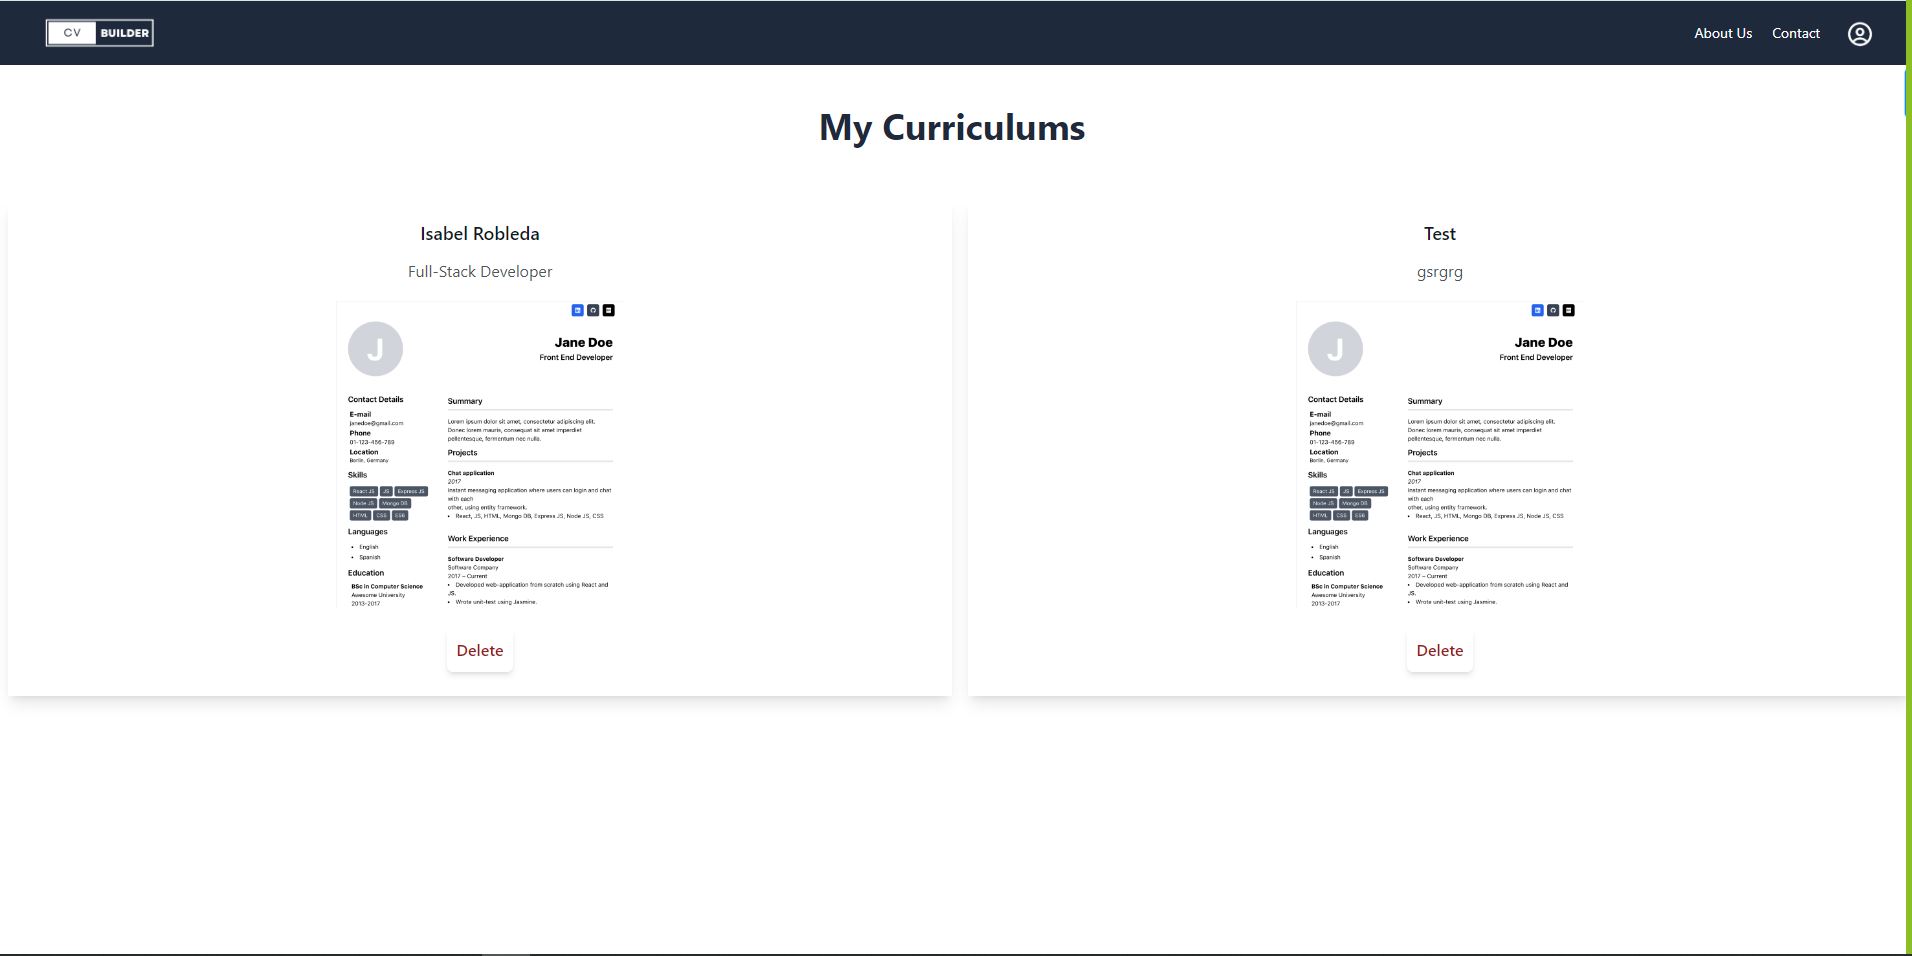 CV BUILDER
About Us
Contact
My Curriculums
Isabel Robleda
Full-Stack Developer
J
Jane Doe
Front End Developer
Contact Details
E-mail
janedoe@gmail.com
Phone
01-123-456-789
Location
Berlin, Germany
Skills
React JS JS Express JS
Node JS Mongo DB
HTML CSS ES6
Languages
• English
• Spanish
Education
BSc in Computer Science
Awesome University
2013-2017
Summary
Lorem ipsum dolor sit amet, consectetur adipiscing elit.
Donec lorem mauris, consequat sit amet imperdiet
pellentesque, fermentum nec nulla.
Projects
Chat application
2017
Instant messaging application where users can login and chat
with each
other, using entity framework.
• React, JS, HTML, Mongo DB, Express JS, Node JS, CSS
Work Experience
Software Developer
Software Company
2017 – Current
• Developed web-application from scratch using React and
JS.
• Wrote unit-test using Jasmine.
Delete
Test
gsrgrg
J
Jane Doe
Front End Developer
Contact Details
E-mail
janedoe@gmail.com
Phone
01-123-456-789
Location
Berlin, Germany
Skills
React JS JS Express JS
Node JS Mongo DB
HTML CSS ES6
Languages
• English
• Spanish
Education
BSc in Computer Science
Awesome University
2013-2017
Summary
Lorem ipsum dolor sit amet, consectetur adipiscing elit.
Donec lorem mauris, consequat sit amet imperdiet
pellentesque, fermentum nec nulla.
Projects
Chat application
2017
Instant messaging application where users can login and chat
with each
other, using entity framework.
• React, JS, HTML, Mongo DB, Express JS, Node JS, CSS
Work Experience
Software Developer
Software Company
2017 – Current
• Developed web-application from scratch using React and
JS.
• Wrote unit-test using Jasmine.
Delete